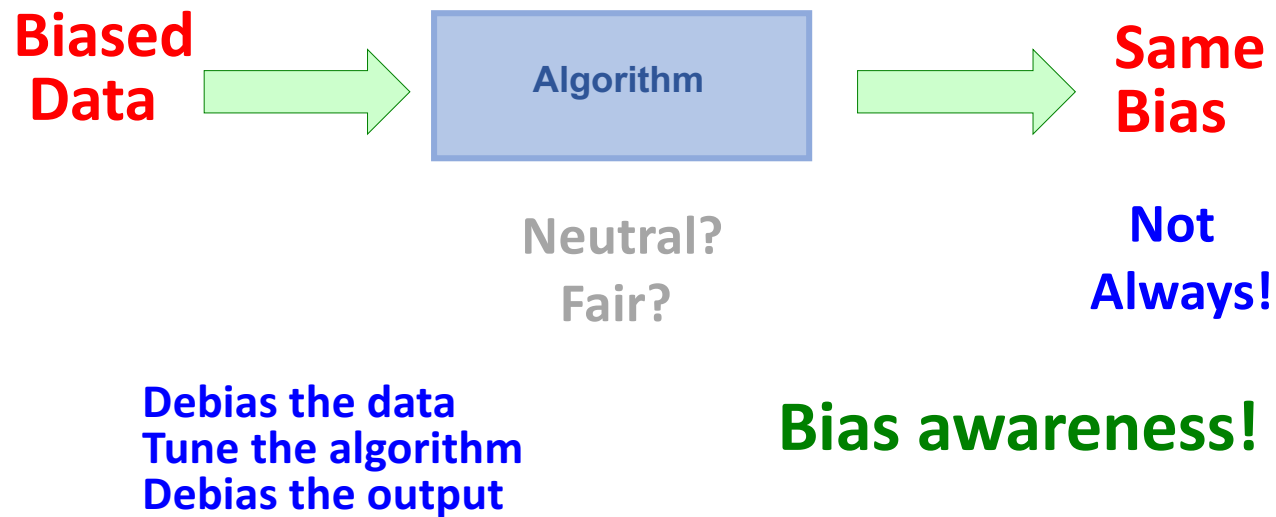 Biased
Data
Algorithm
Same
Bias
Neutral?
Fair?
Not
Always!
Debias the data
Tune the algorithm
Debias the output
Bias awareness!